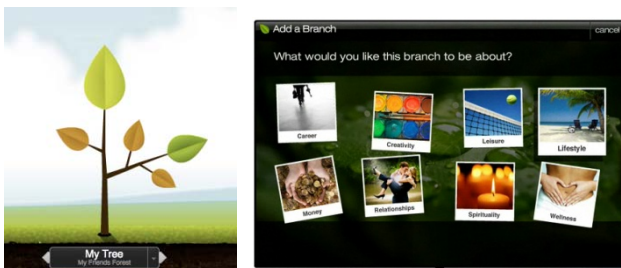 My Tree
My Friends Forest
Add a Branch
cancel
What would you like this branch to be about?
Career
Creativity
Leisure
Lifestyle
Money
Relationships
Spirituality
Wellness